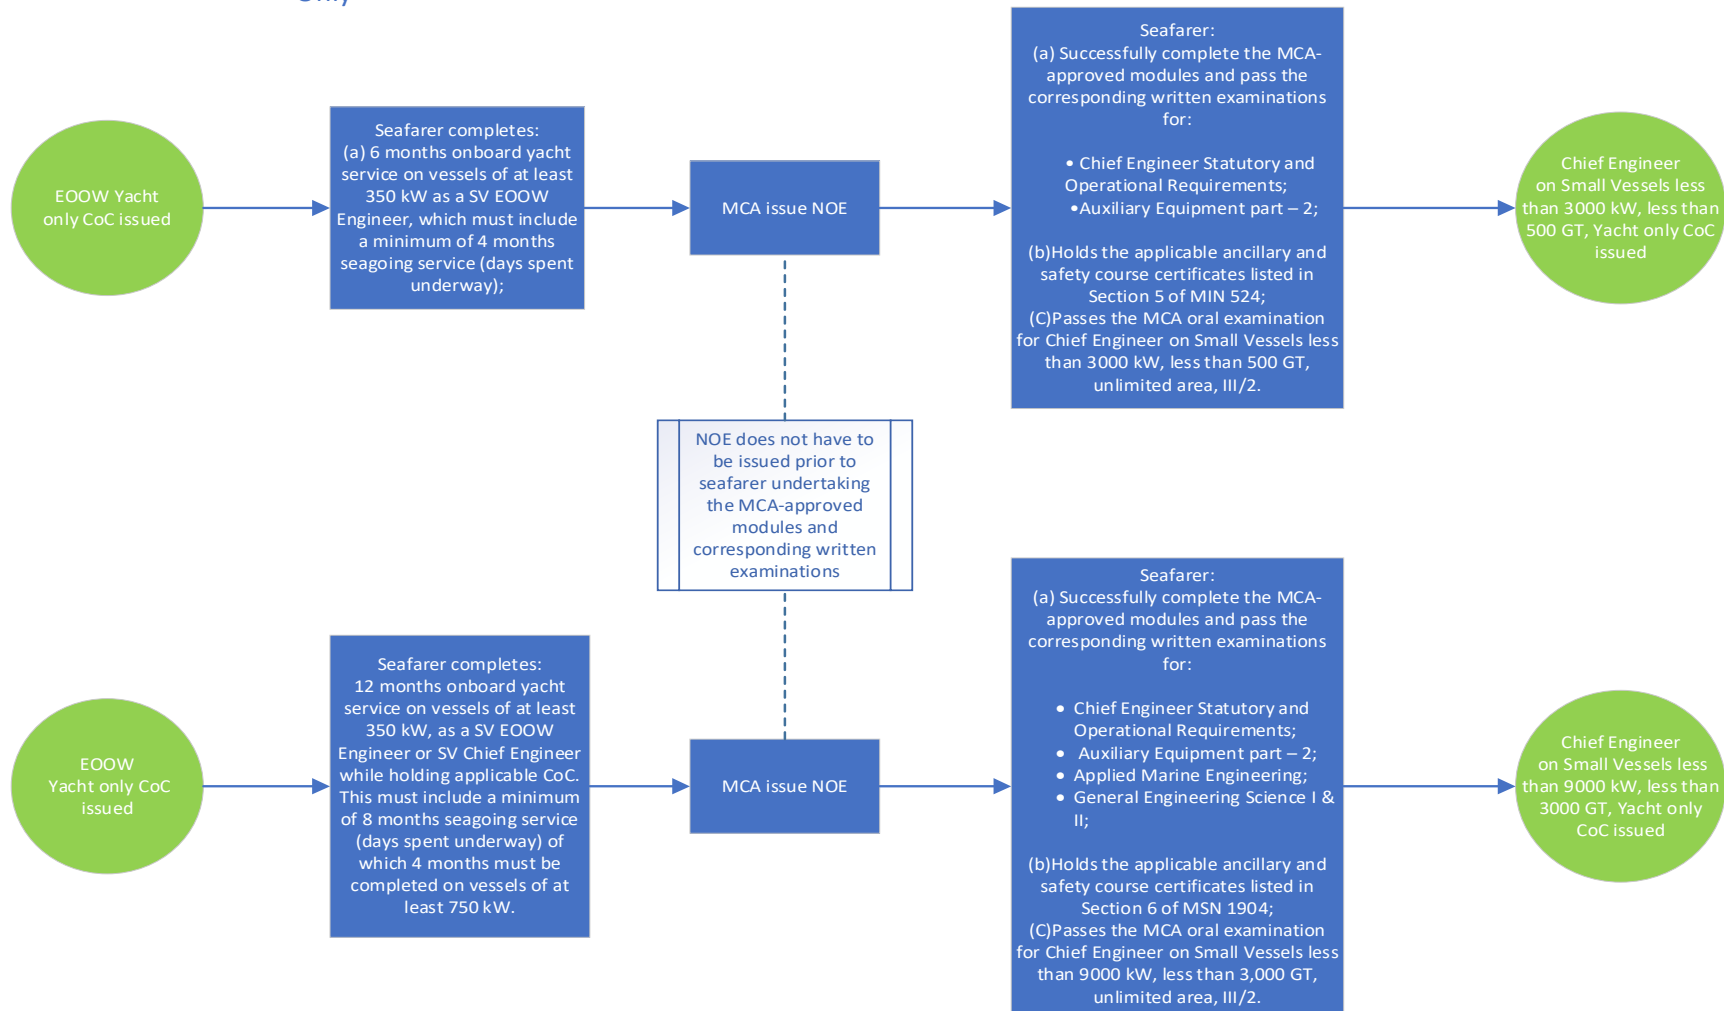 Only
EOOW Yacht
only CoC issued
Seafarer completes:
(a) 6 months onboard yacht
service on vessels of at least
350 kW as a SV EOOW
Engineer, which must include
a minimum of 4 months
seagoing service (days spent
underway);
MCA issue NOE
Seafarer:
(a) Successfully complete the MCA-
approved modules and pass the
corresponding written examinations
for:
• Chief Engineer Statutory and
Operational Requirements;
•Auxiliary Equipment part – 2;
(b)Holds the applicable ancillary and
safety course certificates listed in
Section 5 of MIN 524;
(C)Passes the MCA oral examination
for Chief Engineer on Small Vessels less
than 3000 kW, less than 500 GT,
unlimited area, III/2.
Chief Engineer
on Small Vessels less
than 3000 kW, less than
500 GT, Yacht only CoC
issued
NOE does not have to
be issued prior to
seafarer undertaking
the MCA-approved
modules and
corresponding written
examinations
EOOW
Yacht only CoC
issued
Seafarer completes:
12 months onboard yacht
service on vessels of at least
350 kW, as a SV EOOW
Engineer or SV Chief Engineer
while holding applicable CoC.
This must include a minimum
of 8 months seagoing service
(days spent underway) of
which 4 months must be
completed on vessels of at
least 750 kW.
MCA issue NOE
Seafarer:
(a) Successfully complete the MCA-
approved modules and pass the
corresponding written examinations
for:
• Chief Engineer Statutory and
Operational Requirements;
• Auxiliary Equipment part – 2;
• Applied Marine Engineering;
• General Engineering Science I &
II;
(b)Holds the applicable ancillary and
safety course certificates listed in
Section 6 of MSN 1904;
(C)Passes the MCA oral examination
for Chief Engineer on Small Vessels less
than 9000 kW, less than 3,000 GT,
unlimited area, III/2.
Chief Engineer
on Small Vessels less
than 9000 kW, less than
3000 GT, Yacht only
CoC issued